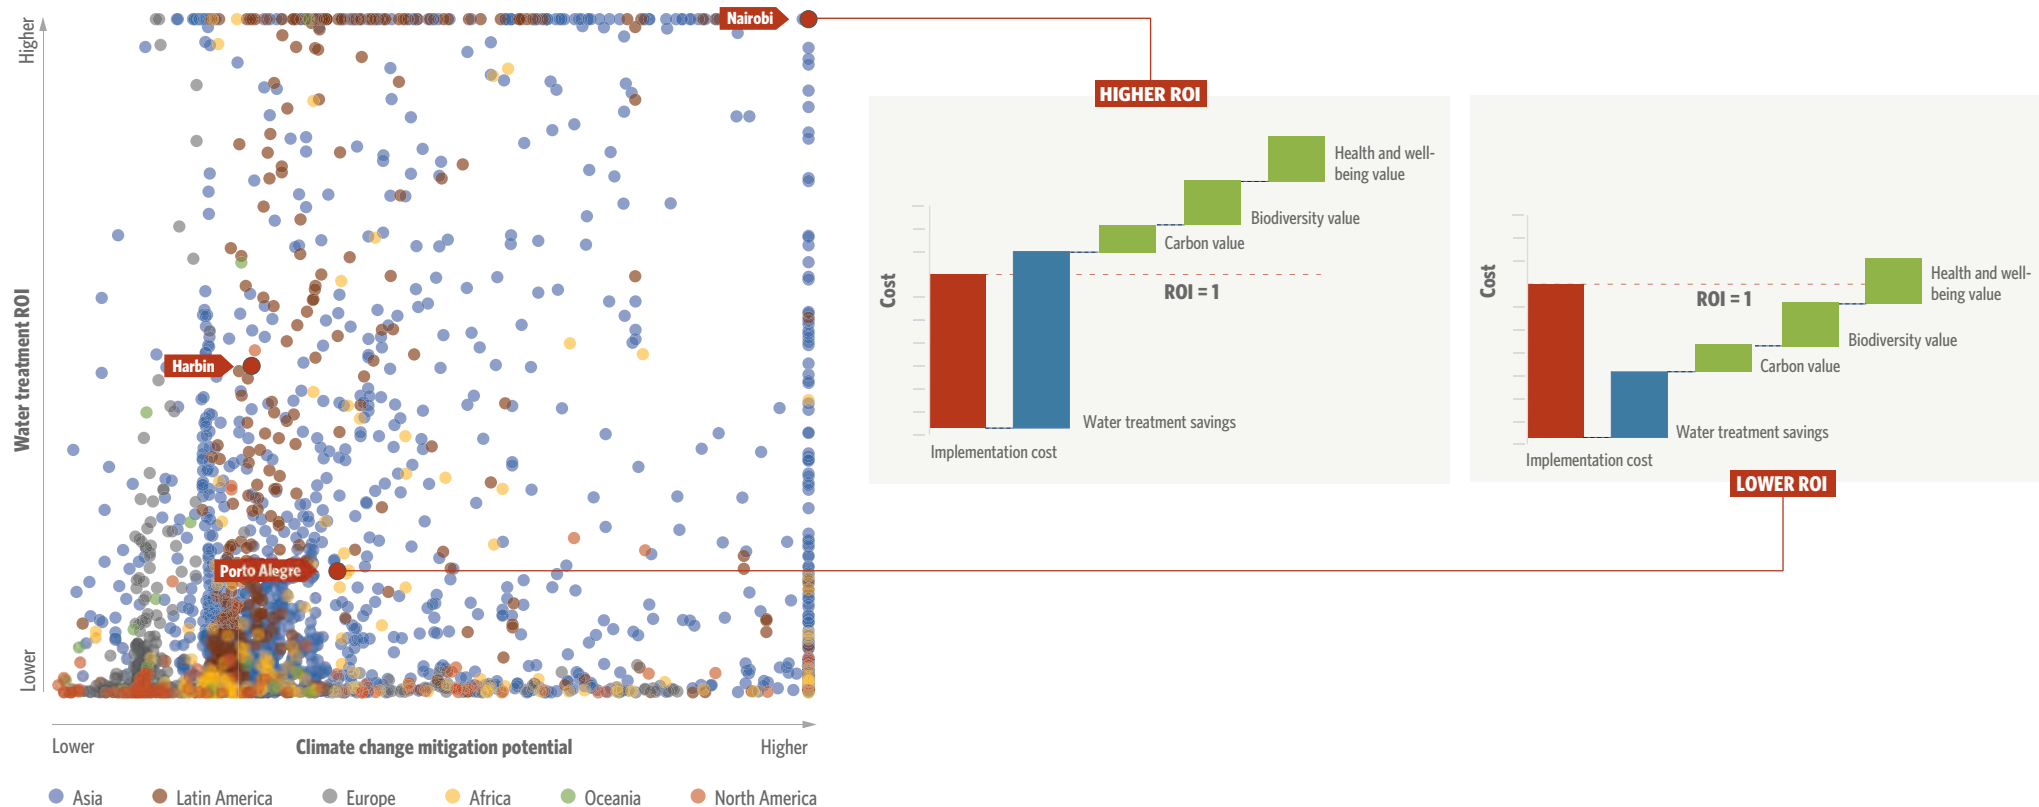 Higher
Water treatment ROI
Lower
Nairobi
Harbin
Porto Alegre
Lower
Climate change mitigation potential
Higher
Asia
Latin America
Europe
Africa
Oceania
North America
HIGHER ROI
Cost
Health and well-
being value
Biodiversity value
Carbon value
ROI = 1
Water treatment savings
Implementation cost
Cost
Health and well-
being value
ROI = 1
Biodiversity value
Carbon value
Water treatment savings
Implementation cost
LOWER ROI